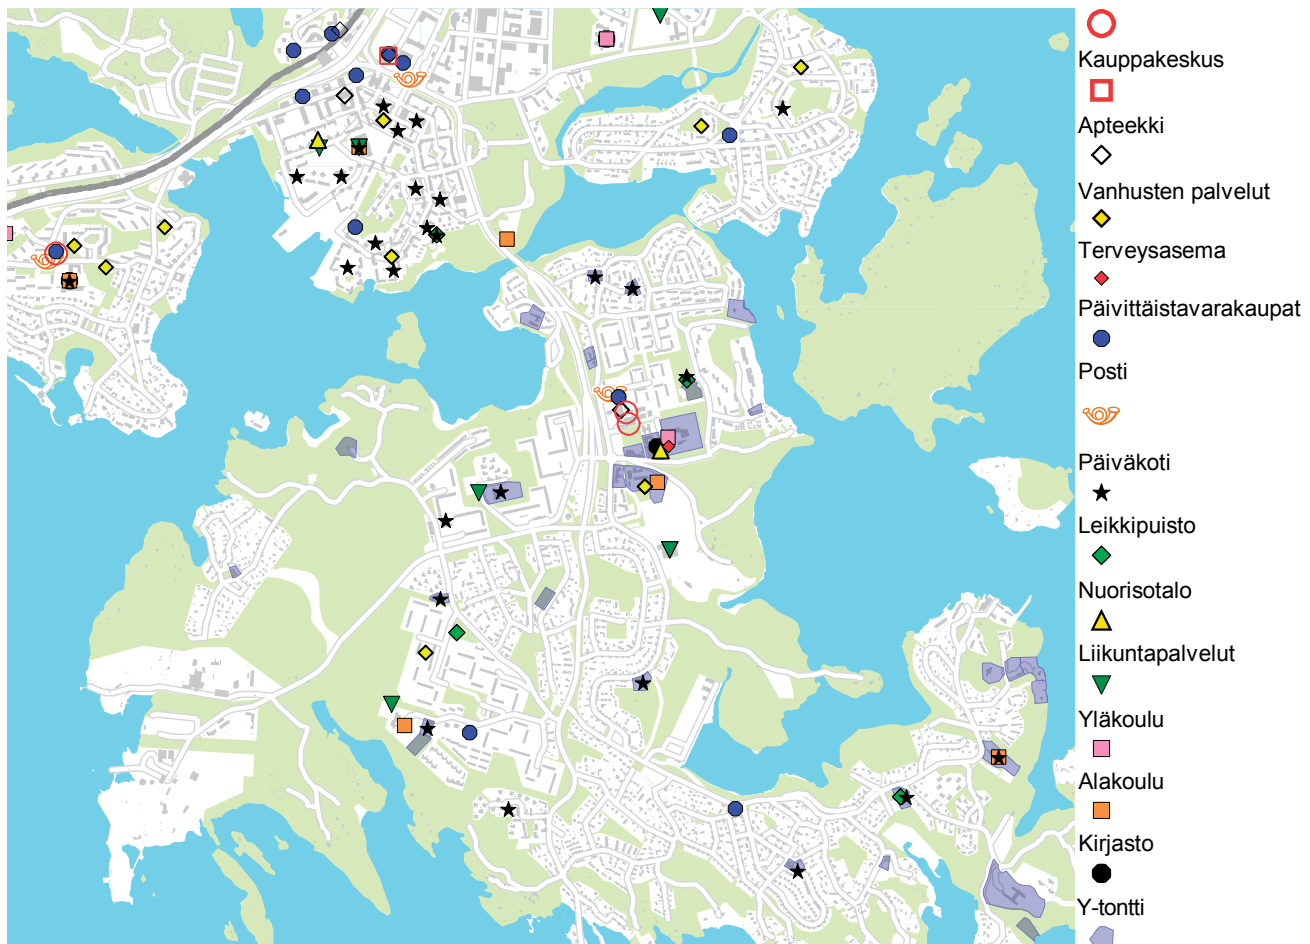 Kauppakeskus
Apteekki
Vanhusten palvelut
Terveysasema
Päivittäistavarakaupat
Posti
Päiväkoti
Leikkipuisto
Nuorisotalo
Liikuntapalvelut
Yläkoulu
Alakoulu
Kirjasto
Y-tontti